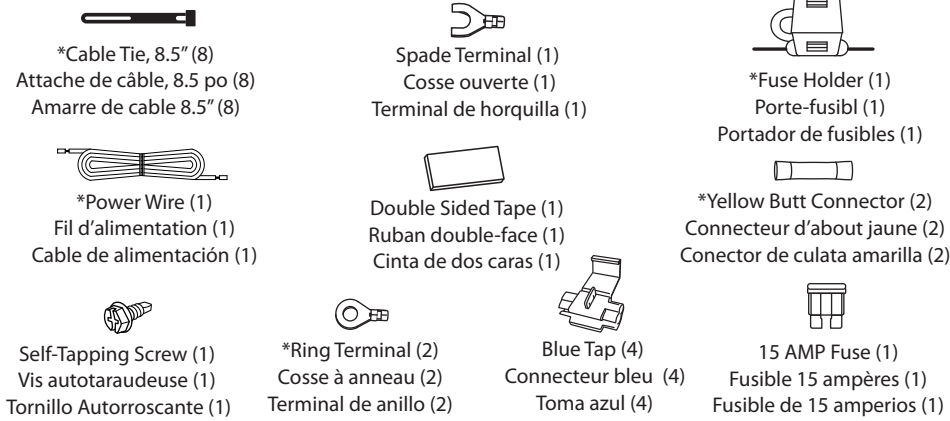 *Cable Tie, 8.5” (8)
Attache de câble, 8.5 po (8)
Amarre de cable 8.5” (8)
Spade Terminal (1)
Cosse ouverte (1)
Terminal de horquilla (1)
*Fuse Holder (1)
Porte-fusibl (1)
Portador de fusibles (1)
*Power Wire (1)
Fil d’alimentation (1)
Cable de alimentación (1)
Double Sided Tape (1)
Ruban double-face (1)
Cinta de dos caras (1)
*Yellow Butt Connector (2)
Connecteur d’about jaune (2)
Conector de culata amarilla (2)
Self-Tapping Screw (1)
Vis autotaraudeuse (1)
Tornillo Autorroscante (1)
*Ring Terminal (2)
Cosse à anneau (2)
Terminal de anillo (2)
Blue Tap (4)
Connecteur bleu (4)
Toma azul (4)
15 AMP Fuse (1)
Fusible 15 ampères (1)
Fusible de 15 amperios (1)